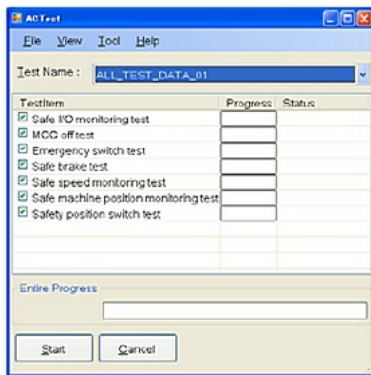 ACTest
File View Tool Help
Test Name : ALL_TEST_DATA_01
TestItem Progress Status
Safe I/O monitoring test
MCC off test
Emergency switch test
Safe brake test
Safe speed monitoring test
Safe machine position monitoring test
Safety position switch test
Entire Progress
Start Cancel